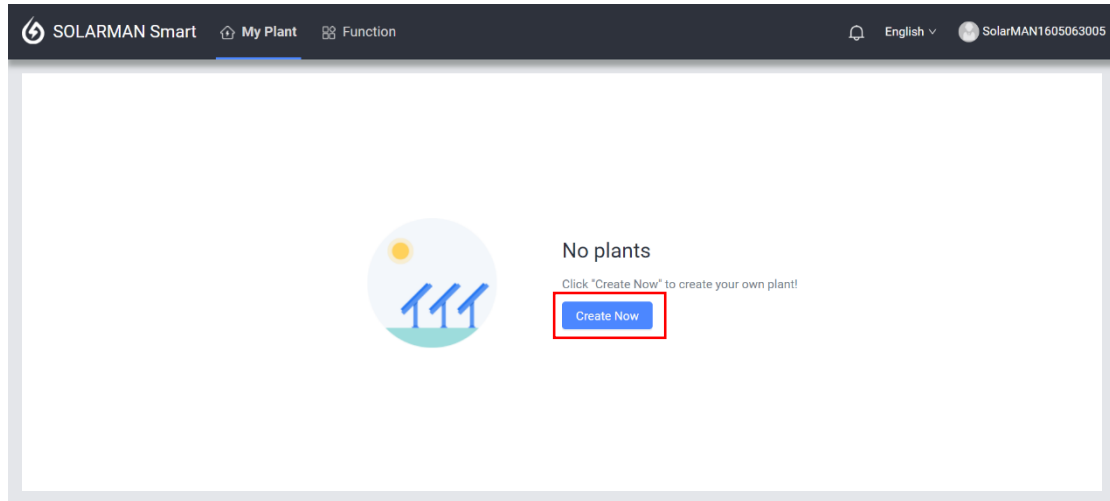 SOLARMAN Smart My Plant Function English SolarMAN1605063005
No plants
Click "Create Now" to create your own plant!
Create Now